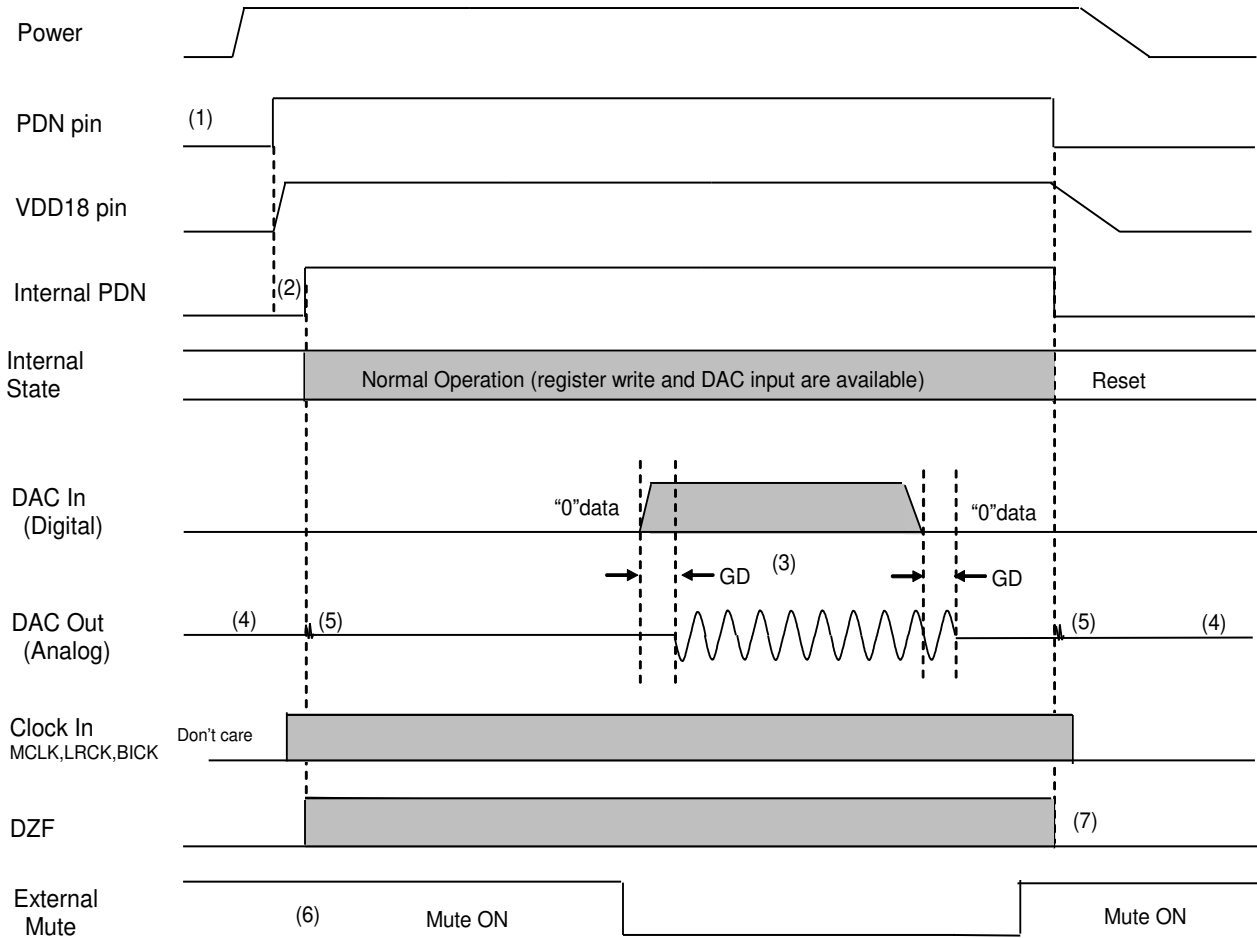 Power
PDN pin
(1)
VDD18 pin
Internal PDN
(2)
Internal
State
Normal Operation (register write and DAC input are available)
Reset
DAC In
(Digital)
“0”data
“0”data
GD
(3)
GD
DAC Out
(Analog)
(4)
(5)
(5)
(4)
Clock In
MCLK,LRCK,BICK
Don't care
DZF
(7)
External
Mute
(6)
Mute ON
Mute ON